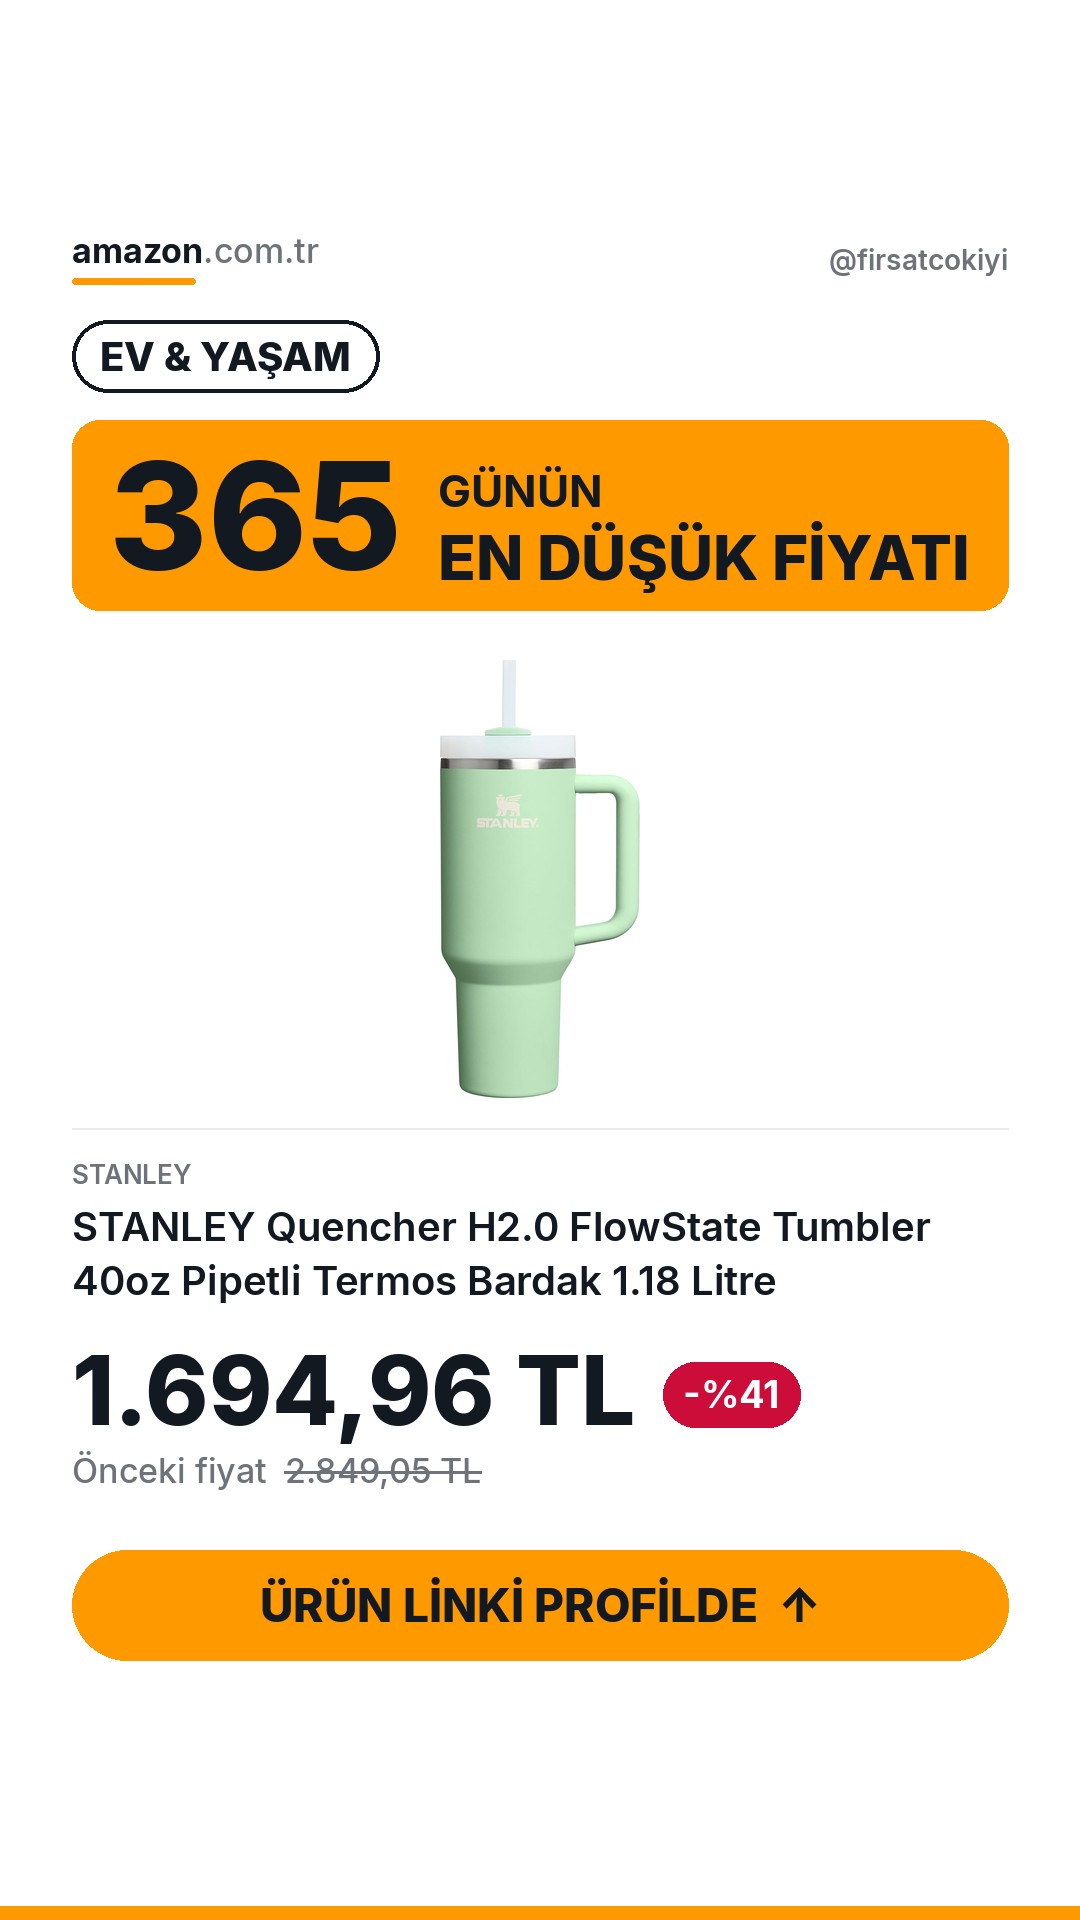 amazon.com.tr
@firsatcokiyi
EV & YAŞAM
365
GÜNÜN
EN DÜŞÜK FİYATI
STANLEY
STANLEY
STANLEY Quencher H2.0 FlowState Tumbler
40oz Pipetli Termos Bardak 1.18 Litre
1.694,96 TL
-%41
Önceki fiyat 2.849,05 TL
ÜRÜN LİNKİ PROFİLDE ↑